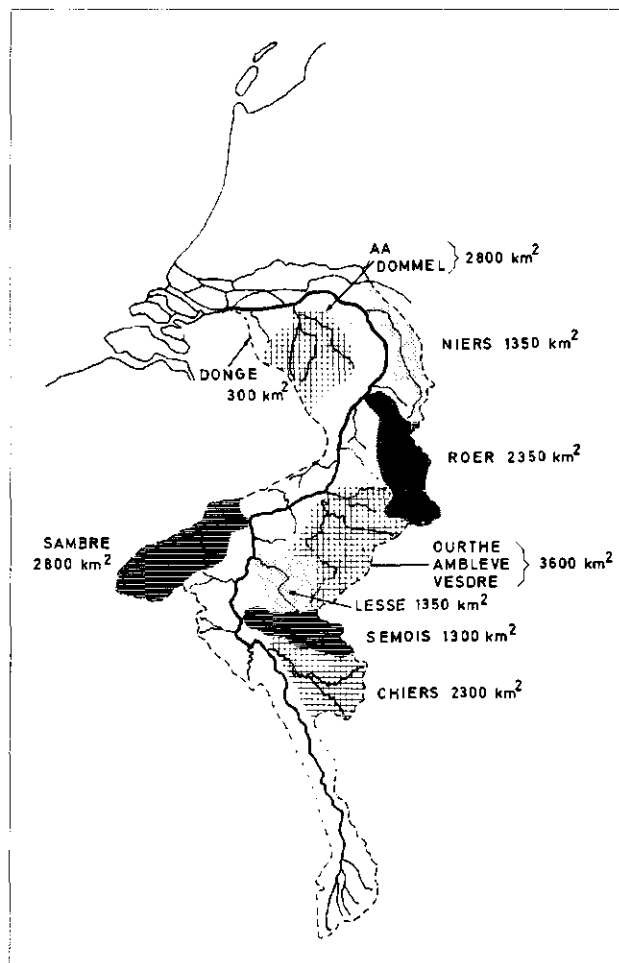 AA
DOMMEL } 2800 km²
NIERS 1350 km²
DONGE
300 km²
ROER 2350 km²
SAMBRE
2800 km²
OURTHE
AMBLEVE } 3600 km²
VESDRE
LESSE 1350 km²
SEMOIS 1300 km²
CHIERS 2300 km²